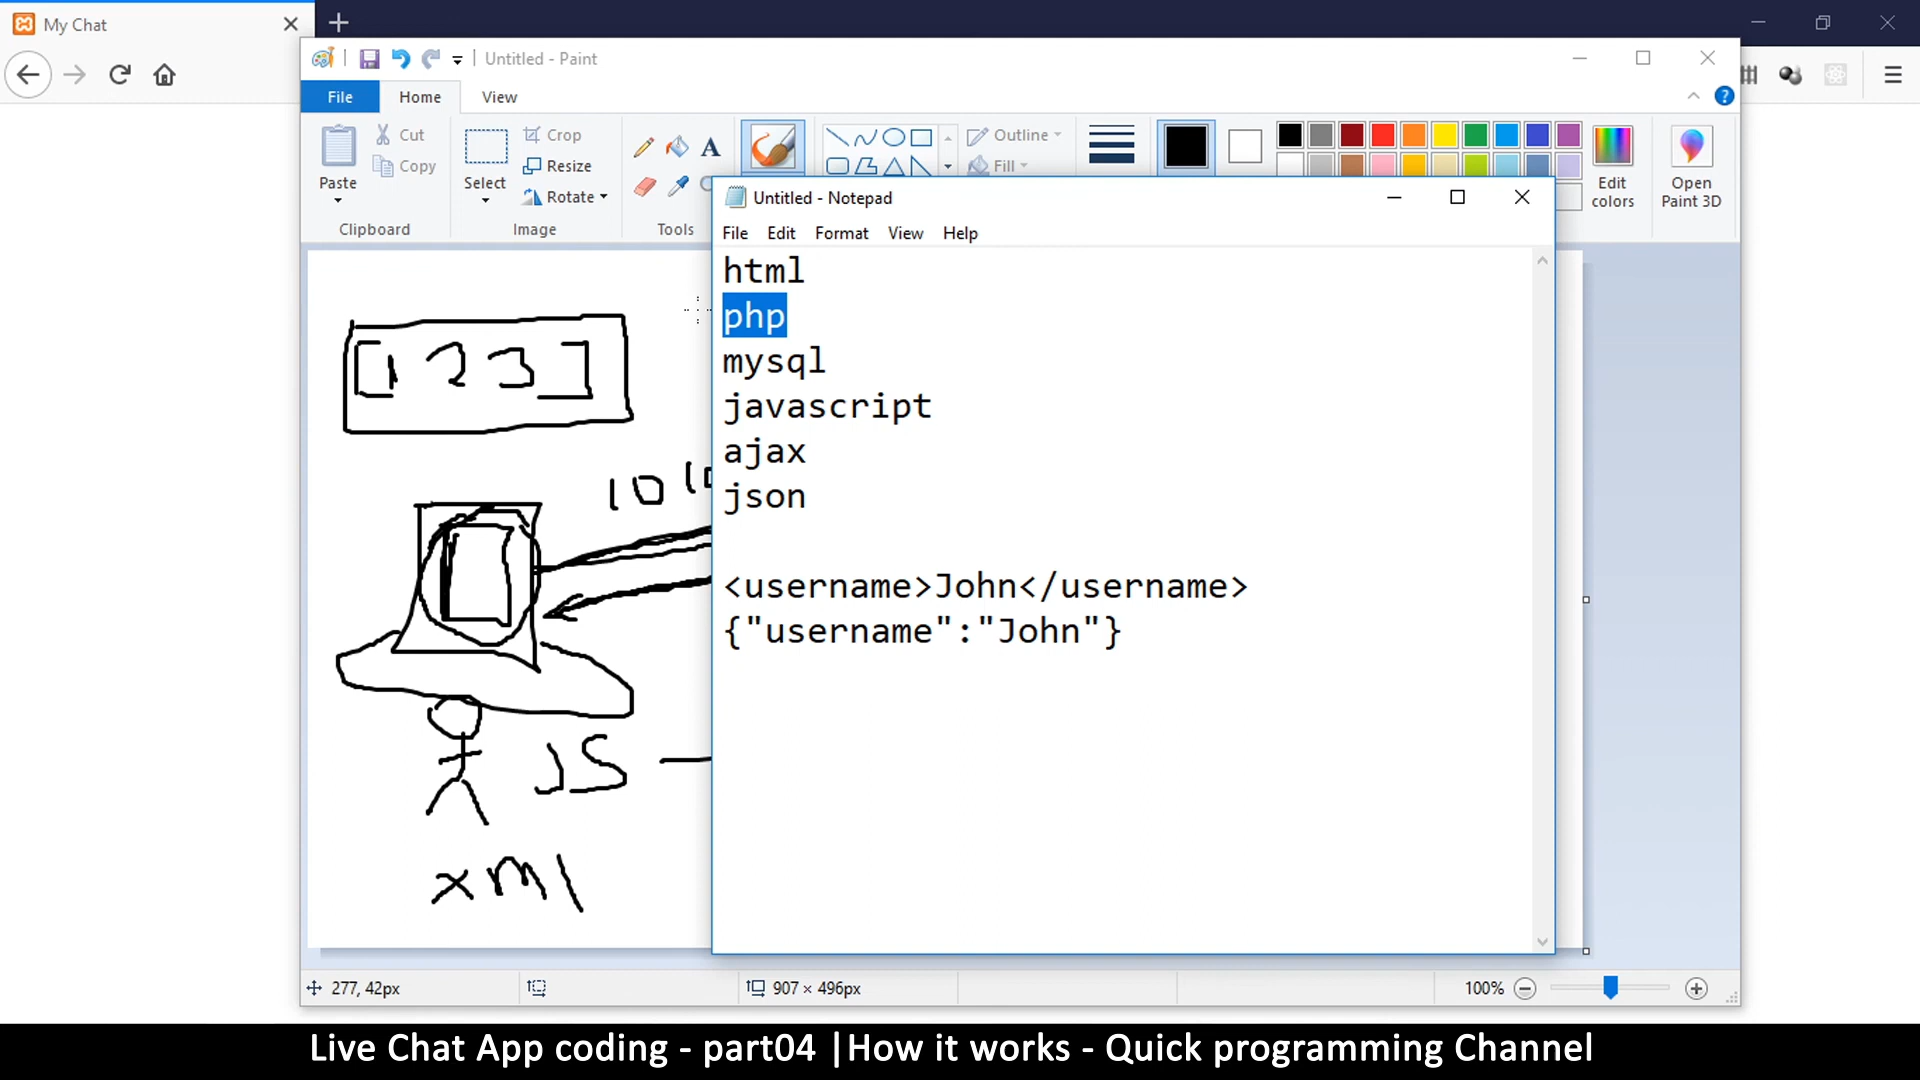 My Chat
Untitled - Paint
File Home View
Cut
Copy
Paste
Clipboard
Select
Crop
Resize
Rotate
Image
Tools
Outline
Fill
Edit colors
Open Paint 3D
Untitled - Notepad
File Edit Format View Help
html
php
mysql
javascript
ajax
json
<username>John</username>
{"username":"John"}
[1 2 3]
10 10
JS
xml
277, 42px
907 × 496px
100%
Live Chat App coding - part04 |How it works - Quick programming Channel